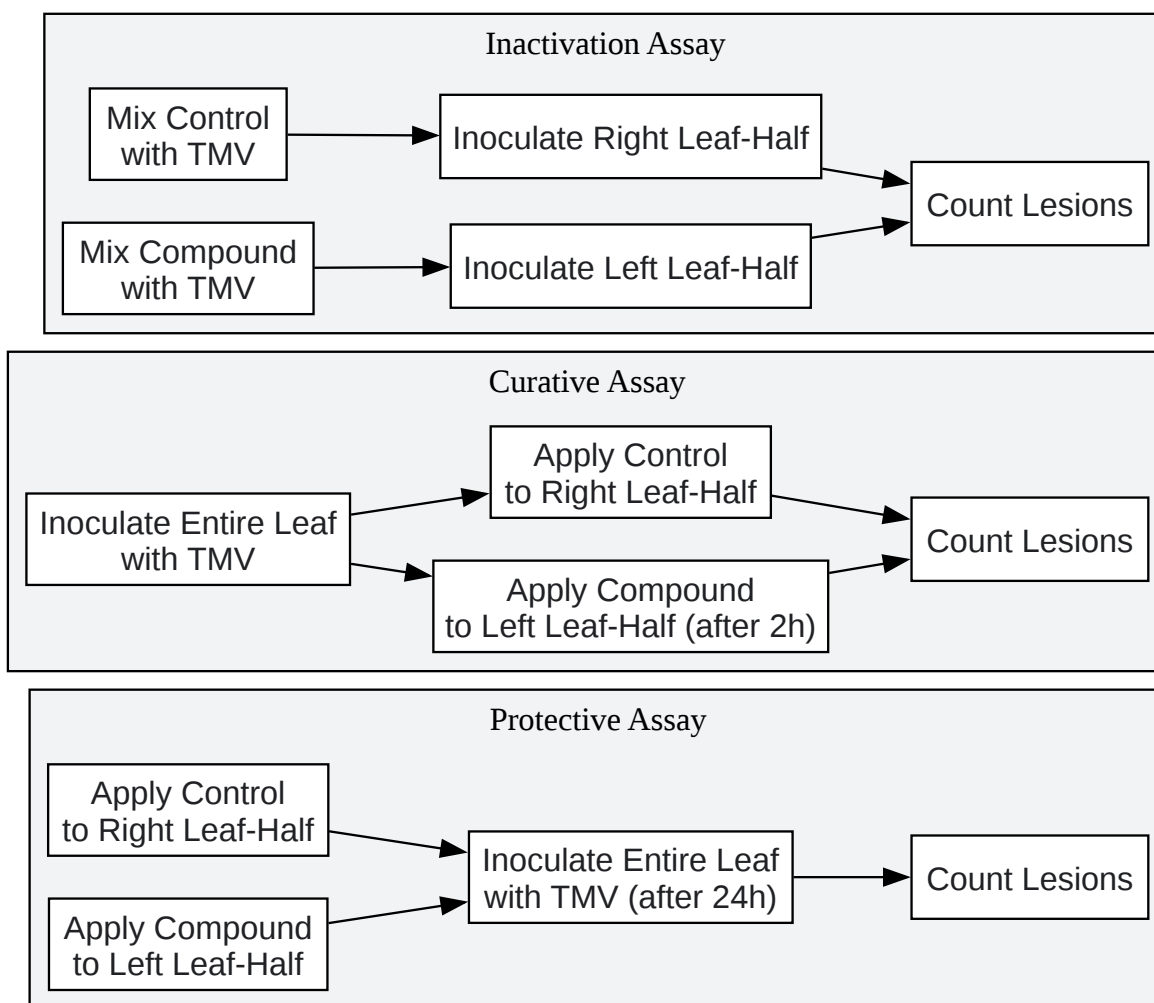 Inactivation Assay
Mix Control
with TMV
Inoculate Right Leaf-Half
Count Lesions
Mix Compound
with TMV
Inoculate Left Leaf-Half
Curative Assay
Inoculate Entire Leaf
with TMV
Apply Control
to Right Leaf-Half
Apply Compound
to Left Leaf-Half (after 2h)
Count Lesions
Protective Assay
Apply Control
to Right Leaf-Half
Apply Compound
to Left Leaf-Half
Inoculate Entire Leaf
with TMV (after 24h)
Count Lesions